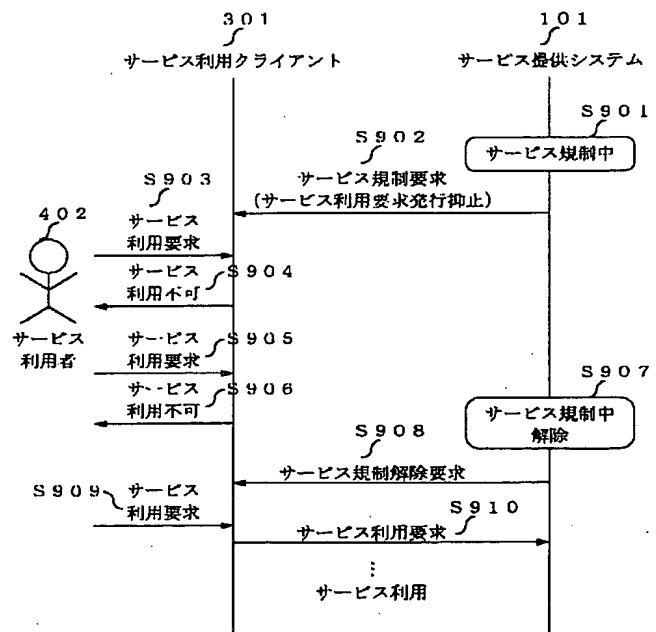 301
サービス利用クライアント
101
サービス提供システム
S901
サービス規制中
S902
サービス規制要求
(サービス利用要求発行抑止)
S903
サービス
利用要求
402
サービス
利用者
S904
サービス
利用不可
S905
サービス
利用要求
S906
サービス
利用不可
S907
サービス規制中
解除
S908
サービス規制解除要求
S909
サービス
利用要求
S910
サービス利用要求
⋮
サービス利用